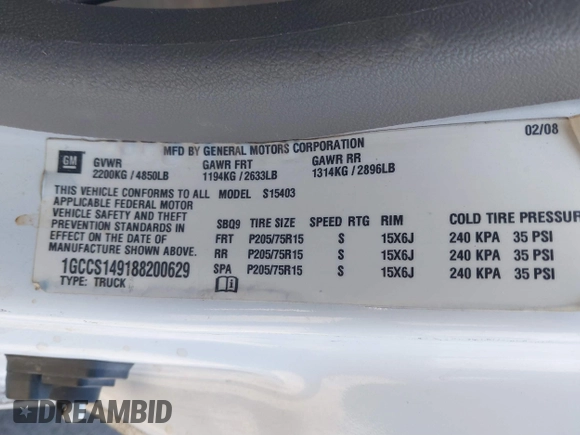 MFD BY GENERAL MOTORS CORPORATION 02/08
GM GVWR GAWR FRT GAWR RR
2200KG / 4850LB 1194KG / 2633LB 1314KG / 2896LB
THIS VEHICLE CONFORMS TO ALL MODEL S15403
APPLICABLE FEDERAL MOTOR
VEHICLE SAFETY AND THEFT
PREVENTION STANDARDS IN
EFFECT ON THE DATE OF
MANUFACTURE SHOWN ABOVE.
1GCCS149188200629
TYPE: TRUCK
SBQ9 TIRE SIZE SPEED RTG RIM COLD TIRE PRESSUR
FRT P205/75R15 S 15X6J 240 KPA 35 PSI
RR P205/75R15 S 15X6J 240 KPA 35 PSI
SPA P205/75R15 S 15X6J 240 KPA 35 PSI
DREAMBID